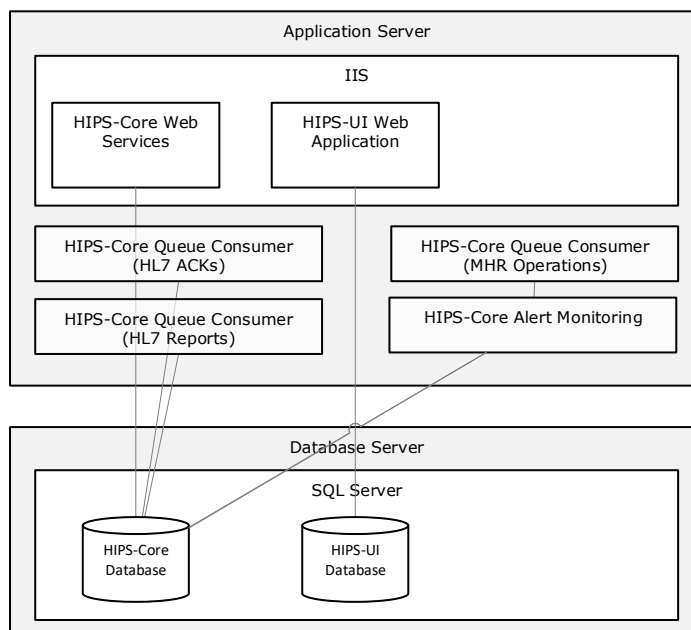 Application Server
IIS
HIPS-Core Web
Services
HIPS-UI Web
Application
HIPS-Core Queue Consumer
(HL7 ACKs)
HIPS-Core Queue Consumer
(MHR Operations)
HIPS-Core Queue Consumer
(HL7 Reports)
HIPS-Core Alert Monitoring
Database Server
SQL Server
HIPS-Core
Database
HIPS-UI
Database